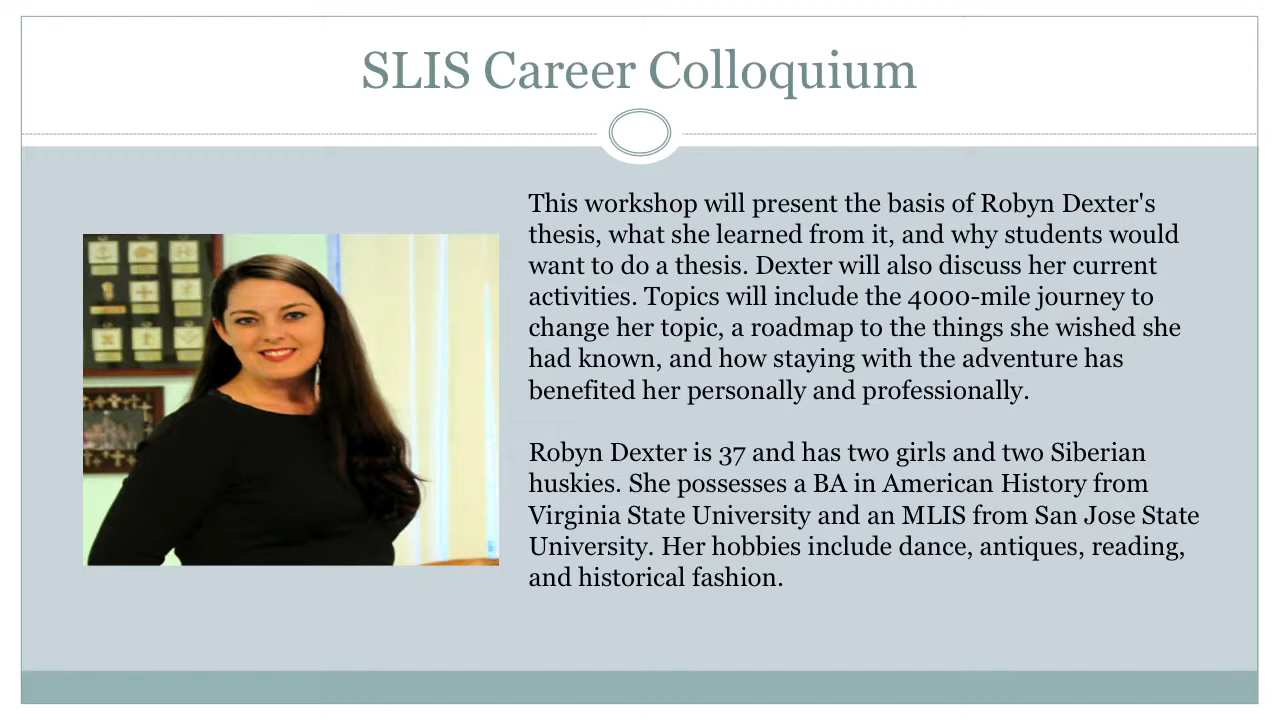 SLIS Career Colloquium
This workshop will present the basis of Robyn Dexter's
thesis, what she learned from it, and why students would
want to do a thesis. Dexter will also discuss her current
activities. Topics will include the 4000-mile journey to
change her topic, a roadmap to the things she wished she
had known, and how staying with the adventure has
benefited her personally and professionally.
Robyn Dexter is 37 and has two girls and two Siberian
huskies. She possesses a BA in American History from
Virginia State University and an MLIS from San Jose State
University. Her hobbies include dance, antiques, reading,
and historical fashion.